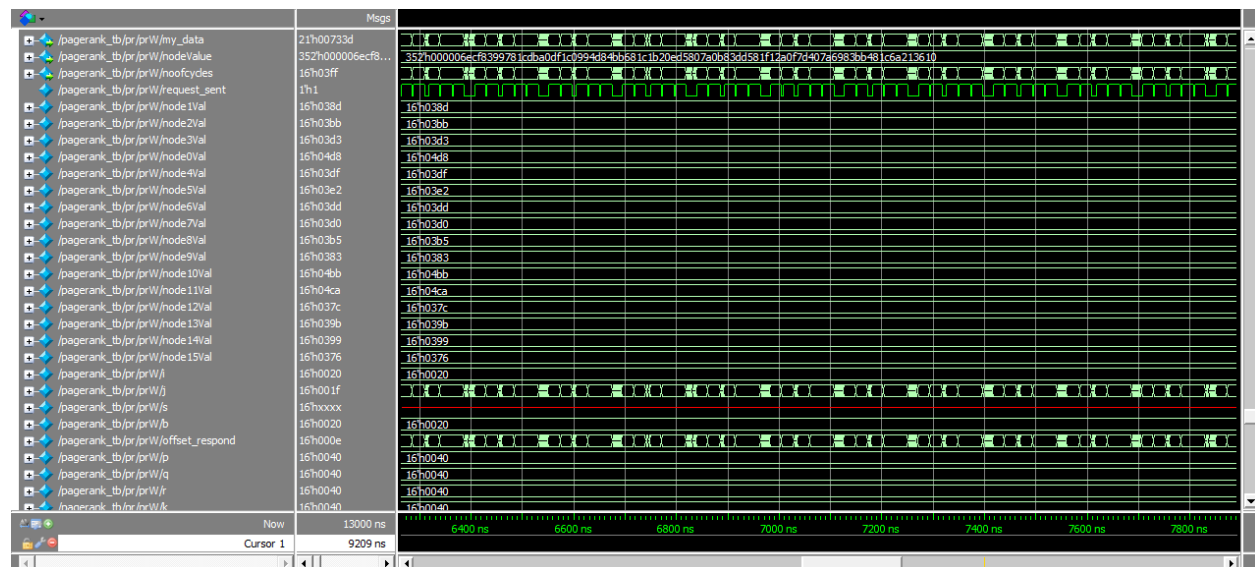 Msgs
/pagerank_tb/pr/prW/my_data 21'h00733d
/pagerank_tb/pr/prW/nodeValue 352'h000006ecf8... 352'h000006ecf8399781cdba0df1c0994d84bb681c1b20ed5807a0b83dd581f12a0f7d407a6983bb481c6a213610
/pagerank_tb/pr/prW/noofcycles 16'h03ff
/pagerank_tb/pr/prW/request_sent 1'h1
/pagerank_tb/pr/prW/node1Val 16'h038d 16'h038d
/pagerank_tb/pr/prW/node2Val 16'h03bb 16'h03bb
/pagerank_tb/pr/prW/node3Val 16'h03d3 16'h03d3
/pagerank_tb/pr/prW/node0Val 16'h04d8 16'h04d8
/pagerank_tb/pr/prW/node4Val 16'h03df 16'h03df
/pagerank_tb/pr/prW/node5Val 16'h03e2 16'h03e2
/pagerank_tb/pr/prW/node6Val 16'h03dd 16'h03dd
/pagerank_tb/pr/prW/node7Val 16'h03d0 16'h03d0
/pagerank_tb/pr/prW/node8Val 16'h03b5 16'h03b5
/pagerank_tb/pr/prW/node9Val 16'h0383 16'h0383
/pagerank_tb/pr/prW/node10Val 16'h04bb 16'h04bb
/pagerank_tb/pr/prW/node11Val 16'h04ca 16'h04ca
/pagerank_tb/pr/prW/node12Val 16'h037c 16'h037c
/pagerank_tb/pr/prW/node13Val 16'h039b 16'h039b
/pagerank_tb/pr/prW/node14Val 16'h0399 16'h0399
/pagerank_tb/pr/prW/node15Val 16'h0376 16'h0376
/pagerank_tb/pr/prW/i 16'h0020 16'h0020
/pagerank_tb/pr/prW/j 16'h001f
/pagerank_tb/pr/prW/s 16'hxxxx
/pagerank_tb/pr/prW/b 16'h0020 16'h0020
/pagerank_tb/pr/prW/offset_respond 16'h000e
/pagerank_tb/pr/prW/p 16'h0040 16'h0040
/pagerank_tb/pr/prW/q 16'h0040 16'h0040
/pagerank_tb/pr/prW/r 16'h0040 16'h0040
/pagerank_tb/pr/prW/k 16'h0040 16'h0040
Now 13000 ns 6400 ns 6600 ns 6800 ns 7000 ns 7200 ns 7400 ns 7600 ns 7800 ns
Cursor 1 9209 ns